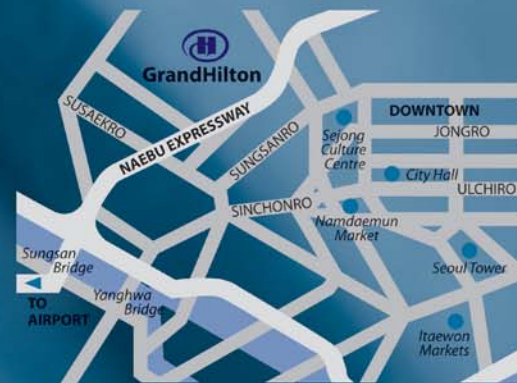 GrandHilton
SUSAEKRO
NAEBU EXPRESSWAY
SUNGSANRO
DOWNTOWN
JONGRO
Sejong
Culture
Centre
City Hall
ULCHIRO
SINCHONRO
Namdaemun
Market
Seoul Tower
Sungsan
Bridge
Yanghwa
Bridge
TO
AIRPORT
Itaewon
Markets